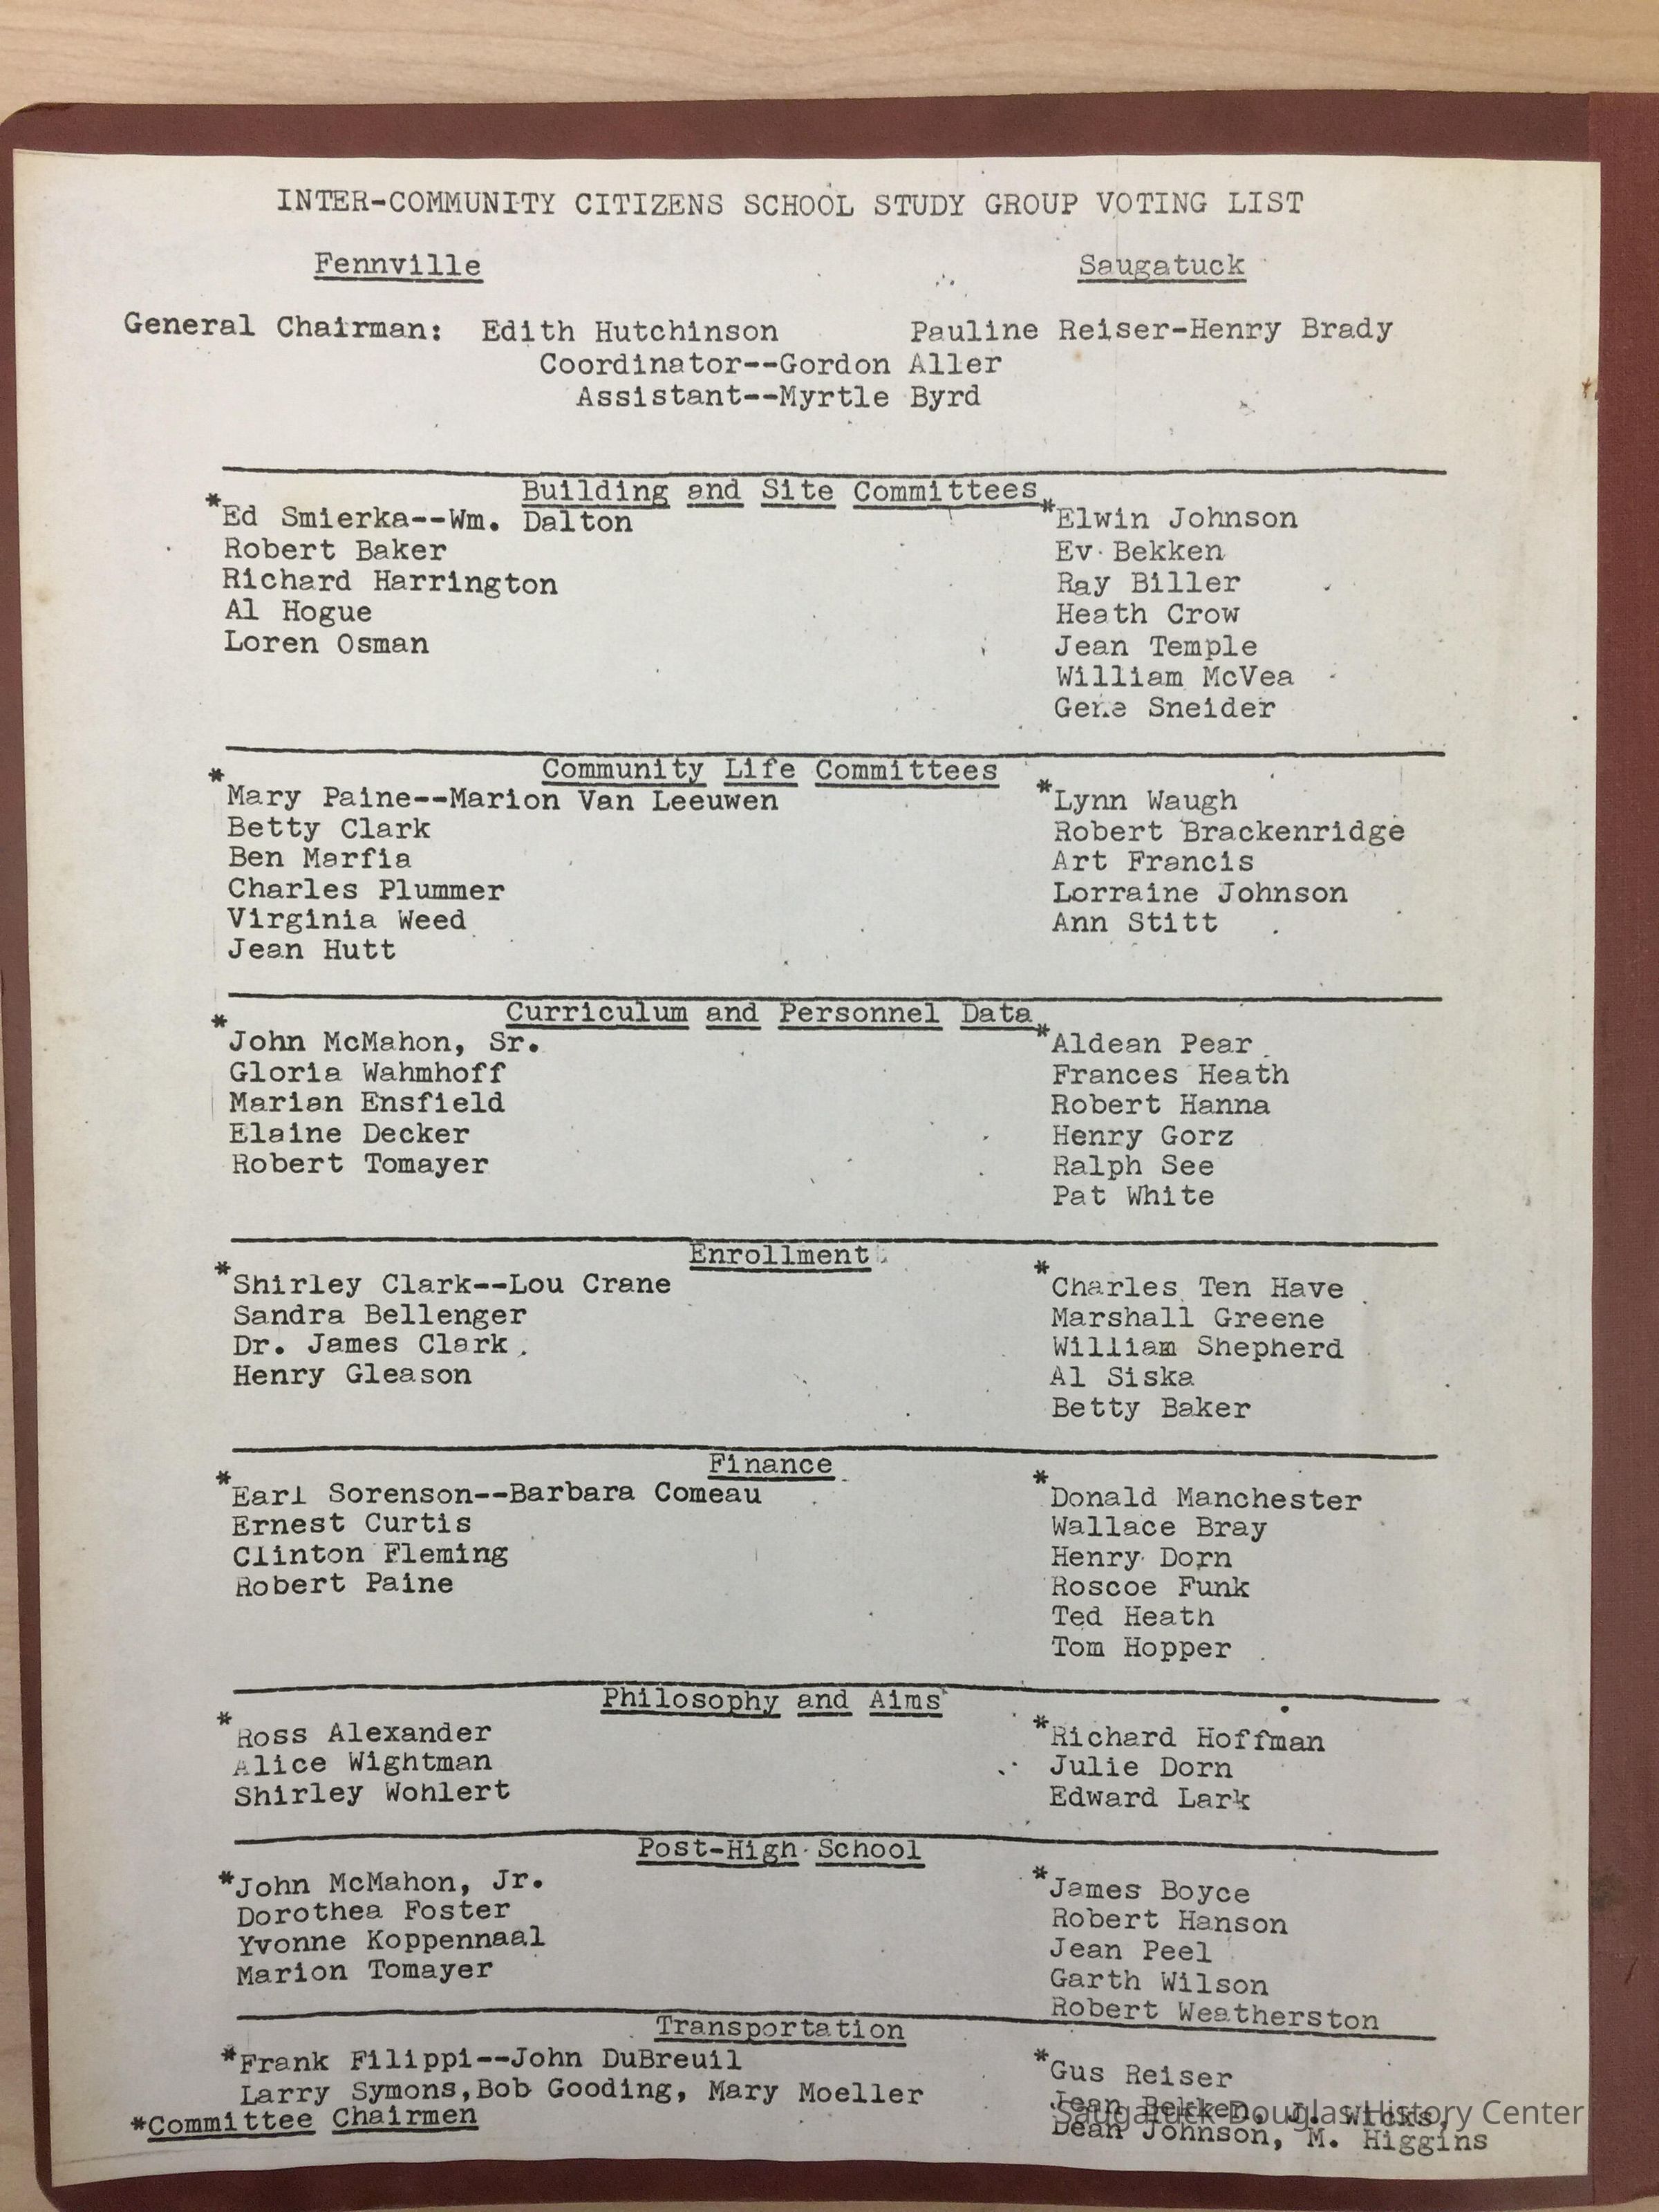 INTER-COMMUNITY CITIZENS SCHOOL STUDY GROUP VOTING LIST
Fennville Saugatuck
General Chairman: Edith Hutchinson Pauline Reiser-Henry Brady
Coordinator--Gordon Aller
Assistant--Myrtle Byrd
Building and Site Committees
*Ed Smierka--Wm. Dalton *Elwin Johnson
Robert Baker Ev Bekken
Richard Harrington Ray Biller
Al Hogue Heath Crow
Loren Osman Jean Temple
William McVea
Gene Sneider
Community Life Committees
*Mary Paine--Marion Van Leeuwen *Lynn Waugh
Betty Clark Robert Brackenridge
Ben Marfia Art Francis
Charles Plummer Lorraine Johnson
Virginia Weed Ann Stitt
Jean Hutt
Curriculum and Personnel Data
*John McMahon, Sr. *Aldean Pear
Gloria Wahmhoff Frances Heath
Marian Ensfield Robert Hanna
Elaine Decker Henry Gorz
Robert Tomayer Ralph See
Pat White
Enrollment
*Shirley Clark--Lou Crane *Charles Ten Have
Sandra Bellenger Marshall Greene
Dr. James Clark William Shepherd
Henry Gleason Al Siska
Betty Baker
Finance
*Earl Sorenson--Barbara Comeau *Donald Manchester
Ernest Curtis Wallace Bray
Clinton Fleming Henry Dorn
Robert Paine Roscoe Funk
Ted Heath
Tom Hopper
Philosophy and Aims
*Ross Alexander *Richard Hoffman
Alice Wightman Julie Dorn
Shirley Wohlert Edward Lark
Post-High School
*John McMahon, Jr. *James Boyce
Dorothea Foster Robert Hanson
Yvonne Koppennaal Jean Peel
Marion Tomayer Garth Wilson
Robert Weatherston
Transportation
*Frank Filippi--John DuBreuil *Gus Reiser
Larry Symons,Bob Gooding, Mary Moeller Jean Bekken, J. Wicks,
*Committee Chairmen Dean Johnson, M. Higgins
Saugatuck-Douglas History Center